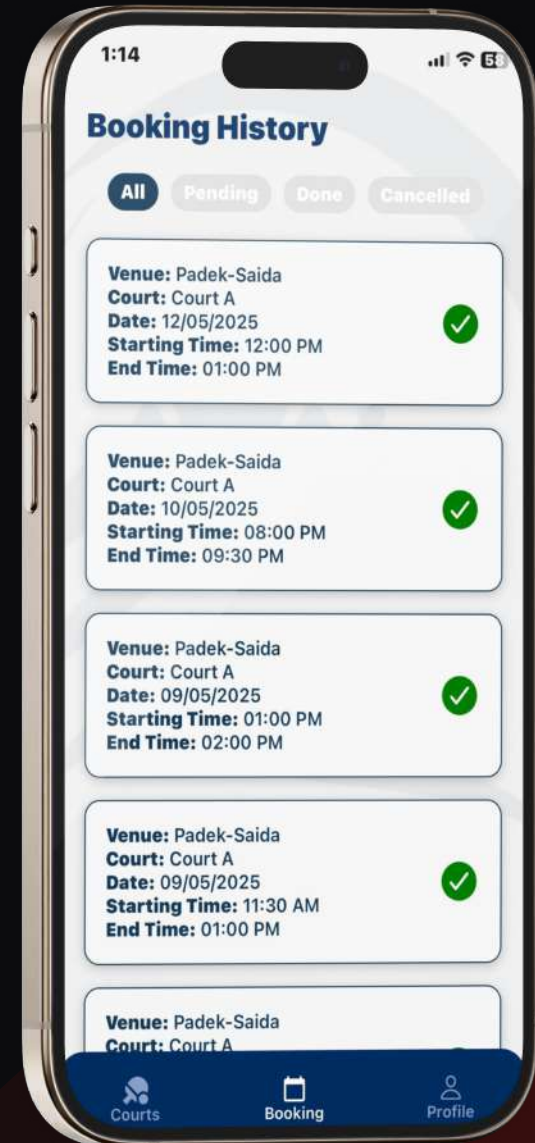 1:14
58
Booking History
All Pending Done Cancelled
Venue: Padek-Saida
Court: Court A
Date: 12/05/2025
Starting Time: 12:00 PM
End Time: 01:00 PM
Venue: Padek-Saida
Court: Court A
Date: 10/05/2025
Starting Time: 08:00 PM
End Time: 09:30 PM
Venue: Padek-Saida
Court: Court A
Date: 09/05/2025
Starting Time: 01:00 PM
End Time: 02:00 PM
Venue: Padek-Saida
Court: Court A
Date: 09/05/2025
Starting Time: 11:30 AM
End Time: 01:00 PM
Venue: Padek-Saida
Court: Court A
Courts Booking Profile